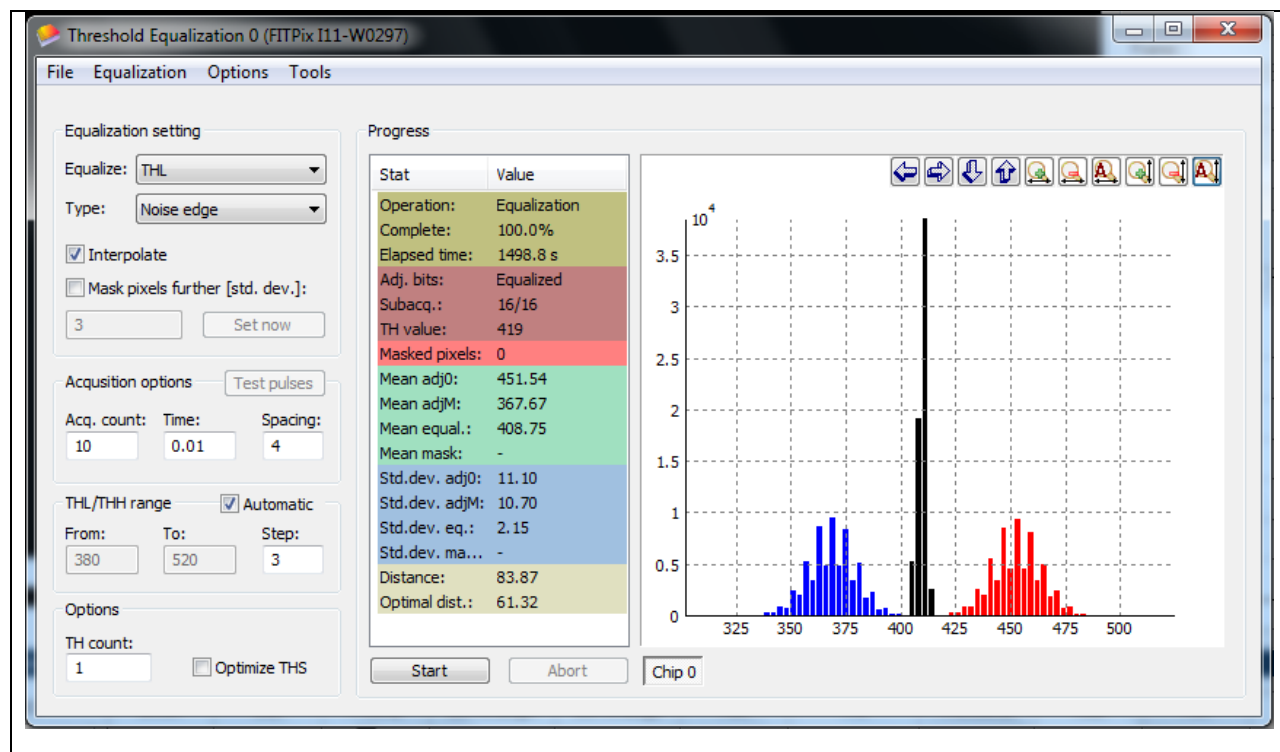 Threshold Equalization 0 (FITPix I11-W0297)
File Equalization Options Tools
Equalization setting
Equalize: THL
Type: Noise edge
Interpolate
Mask pixels further [std. dev.]:
3 Set now
Acqusition options Test pulses
Acq. count: Time: Spacing:
10 0.01 4
THL/THH range Automatic
From: To: Step:
380 520 3
Options
TH count:
1 Optimize THS
Progress
Stat Value
Operation: Equalization
Complete: 100.0%
Elapsed time: 1498.8 s
Adj. bits: Equalized
Subacq.: 16/16
TH value: 419
Masked pixels: 0
Mean adj0: 451.54
Mean adjM: 367.67
Mean equal.: 408.75
Mean mask: -
Std.dev. adj0: 11.10
Std.dev. adjM: 10.70
Std.dev. eq.: 2.15
Std.dev. ma... -
Distance: 83.87
Optimal dist.: 61.32
Start Abort
A A
10^4
3.5
3
2.5
2
1.5
1
0.5
0
325 350 375 400 425 450 475 500
Chip 0